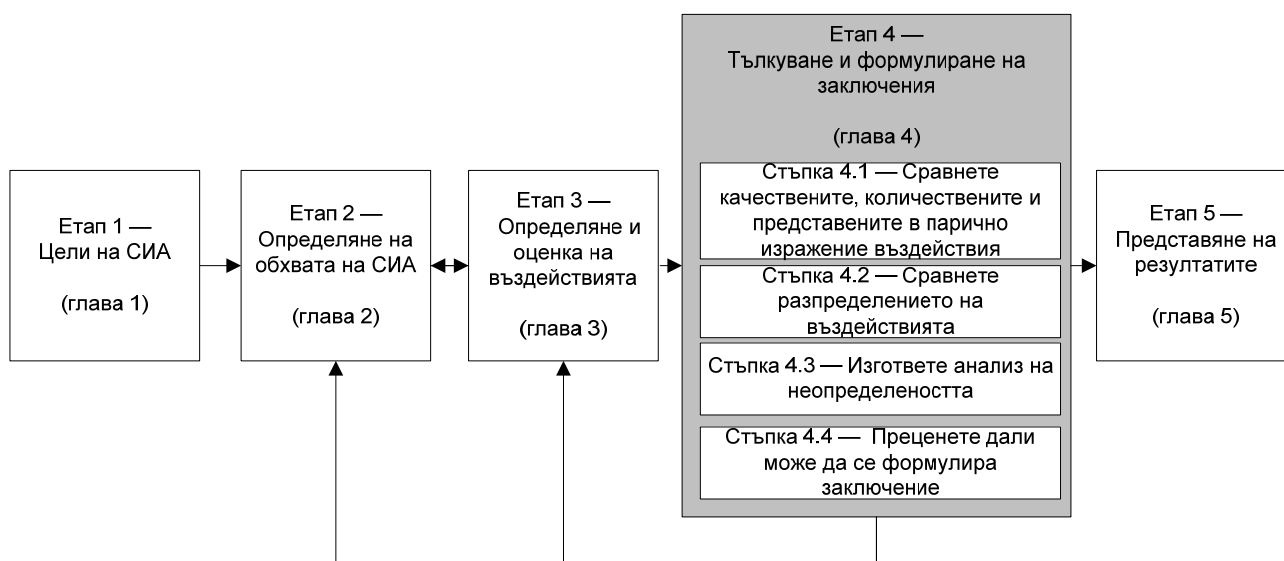 Етап 1 —
Цели на СИА
(глава 1)
Етап 2 —
Определяне на
обхвата на СИА
(глава 2)
Етап 3 —
Определяне и
оценка на
въздействията
(глава 3)
Етап 4 —
Тълкуване и формулиране на
заключения
(глава 4)
Стъпка 4.1 — Сравнете
качествените, количествените и
представените в парично
изражение въздействия
Стъпка 4.2 — Сравнете
разпределението на
въздействията
Стъпка 4.3 — Изгответе анализ на
неопределеността
Стъпка 4.4 — Преценете дали
може да се формулира
заключение
Етап 5 —
Представяне на
резултатите
(глава 5)